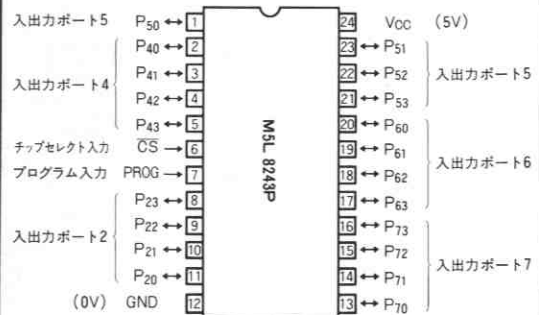 入出力ポート5 P50 1
入出力ポート4
P40 2
P41 3
P42 4
P43 5
チップセレクト入力 CS 6
プログラム入力 PROG 7
入出力ポート2
P23 8
P22 9
P21 10
P20 11
(0V) GND 12
M5L 8243P
24 VCC (5V)
23 P51
22 P52
21 P53
入出力ポート5
20 P60
19 P61
18 P62
17 P63
入出力ポート6
16 P73
15 P72
14 P71
13 P70
入出力ポート7